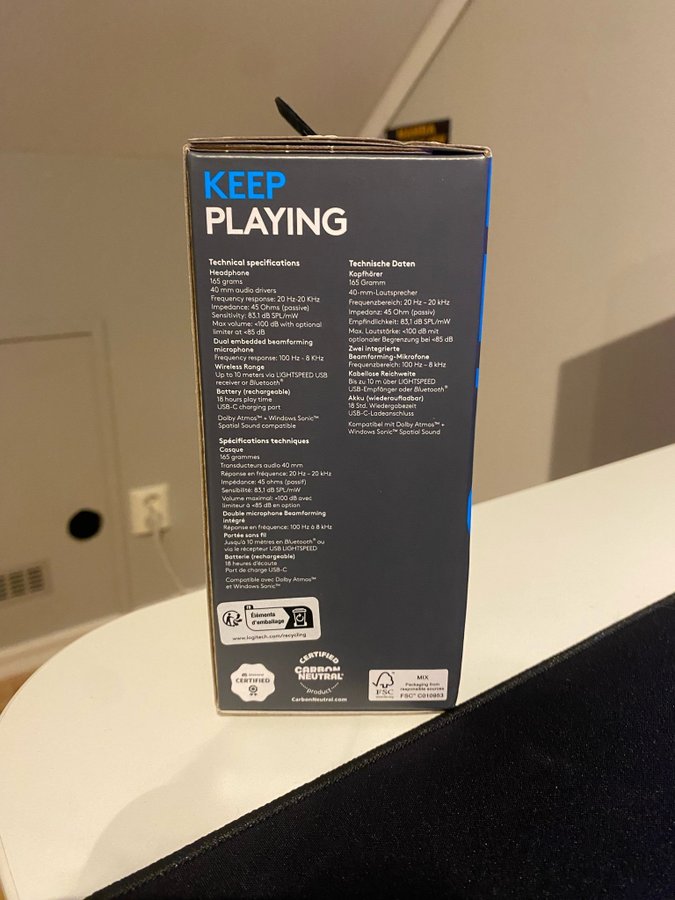 KEEP
PLAYING
Technical specifications
Headphone
165 grams
40 mm audio drivers
Frequency response: 20 Hz-20 KHz
Impedance: 45 Ohms (passive)
Sensitivity: 83,1 dB SPL/mW
Max volume: <100 dB with optional
limiter at <85 dB
Dual embedded beamforming
microphone
Frequency response: 100 Hz - 8 KHz
Wireless Range
Up to 10 meters via LIGHTSPEED USB
receiver or Bluetooth®
Battery (rechargeable)
18 hours play time
USB-C charging port
Dolby Atmos™ + Windows Sonic™
Spatial Sound compatible
Technische Daten
Kopfhörer
165 Gramm
40-mm-Lautsprecher
Frequenzbereich: 20 Hz – 20 kHz
Impedanz: 45 Ohm (passiv)
Empfindlichkeit: 83,1 dB SPL/mW
Max. Lautstärke: <100 dB mit
optionaler Begrenzung bei <85 dB
Zwei integrierte
Beamforming-Mikrofone
Frequenzbereich: 100 Hz – 8 kHz
Kabellose Reichweite
Bis zu 10 m über LIGHTSPEED
USB-Empfänger oder Bluetooth®
Akku (wiederaufladbar)
18 Std. Wiedergabezeit
USB-C-Ladeanschluss
Kompatibel mit Dolby Atmos™ +
Windows Sonic™ Spatial Sound
Spécifications techniques
Casque
165 grammes
Transducteurs audio 40 mm
Réponse en fréquence: 20 Hz – 20 kHz
Impédance: 45 ohms (passif)
Sensibilité: 83,1 dB SPL/mW
Volume maximal: <100 dB avec
limiteur à <85 dB en option
Double microphone Beamforming
intégré
Réponse en fréquence: 100 Hz à 8 kHz
Portée sans fil
Jusqu'à 10 mètres en Bluetooth® ou
via le récepteur USB LIGHTSPEED
Batterie (rechargeable)
18 heures d'écoute
Port de charge USB-C
Compatible avec Dolby Atmos™
et Windows Sonic™
FR
Éléments
d'emballage
www.logitech.com/recycling
CERTIFIED
CERTIFIED
CARBON
NEUTRAL®
product
CarbonNeutral.com
FSC
MIX
Packaging from
responsible sources
FSC® C010953